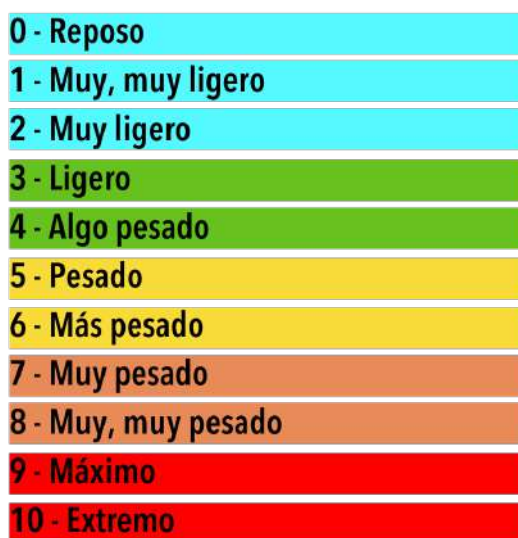 0 - Reposo
1 - Muy, muy ligero
2 - Muy ligero
3 - Ligero
4 - Algo pesado
5 - Pesado
6 - Más pesado
7 - Muy pesado
8 - Muy, muy pesado
9 - Máximo
10 - Extremo